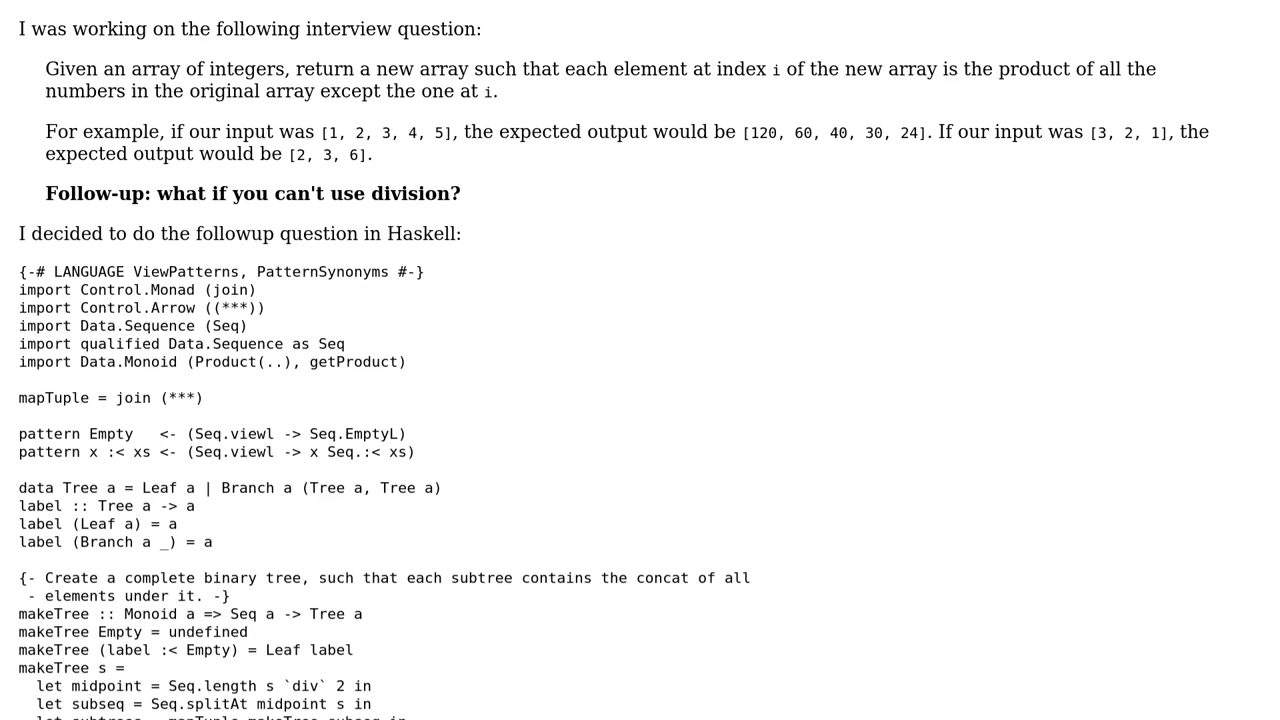 I was working on the following interview question:
Given an array of integers, return a new array such that each element at index i of the new array is the product of all the
numbers in the original array except the one at i.
For example, if our input was [1, 2, 3, 4, 5], the expected output would be [120, 60, 40, 30, 24]. If our input was [3, 2, 1], the
expected output would be [2, 3, 6].
Follow-up: what if you can't use division?
I decided to do the followup question in Haskell:
{-# LANGUAGE ViewPatterns, PatternSynonyms #-}
import Control.Monad (join)
import Control.Arrow ((***))
import Data.Sequence (Seq)
import qualified Data.Sequence as Seq
import Data.Monoid (Product(..), getProduct)
mapTuple = join (***)
pattern Empty   <- (Seq.viewl -> Seq.EmptyL)
pattern x :< xs <- (Seq.viewl -> x Seq.:< xs)
data Tree a = Leaf a | Branch a (Tree a, Tree a)
label :: Tree a -> a
label (Leaf a) = a
label (Branch a _) = a
{- Create a complete binary tree, such that each subtree contains the concat of all
 - elements under it. -}
makeTree :: Monoid a => Seq a -> Tree a
makeTree Empty = undefined
makeTree (label :< Empty) = Leaf label
makeTree s =
  let midpoint = Seq.length s `div` 2 in
  let subseq = Seq.splitAt midpoint s in
  let subtrees = mapTuple makeTree subseq in